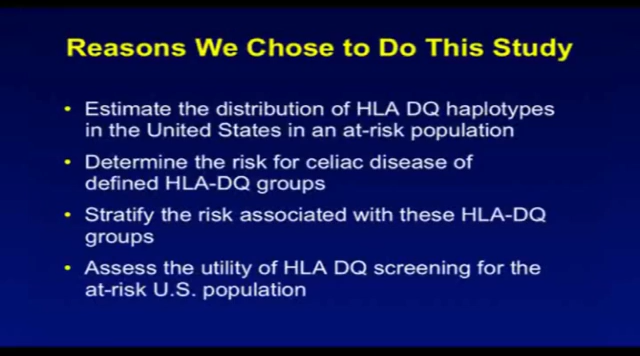 Reasons We Chose to Do This Study
• Estimate the distribution of HLA DQ haplotypes
in the United States in an at-risk population
• Determine the risk for celiac disease of
defined HLA-DQ groups
• Stratify the risk associated with these HLA-DQ
groups
• Assess the utility of HLA DQ screening for the
at-risk U.S. population